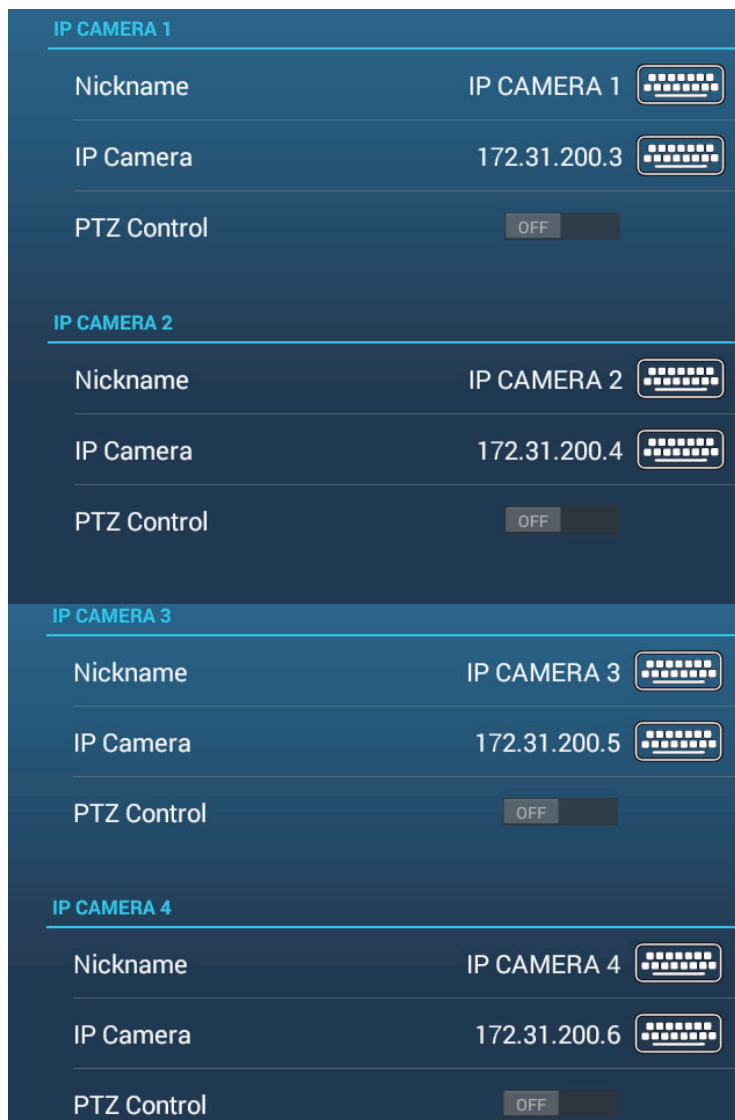 IP CAMERA 1
Nickname IP CAMERA 1
IP Camera 172.31.200.3
PTZ Control OFF
IP CAMERA 2
Nickname IP CAMERA 2
IP Camera 172.31.200.4
PTZ Control OFF
IP CAMERA 3
Nickname IP CAMERA 3
IP Camera 172.31.200.5
PTZ Control OFF
IP CAMERA 4
Nickname IP CAMERA 4
IP Camera 172.31.200.6
PTZ Control OFF